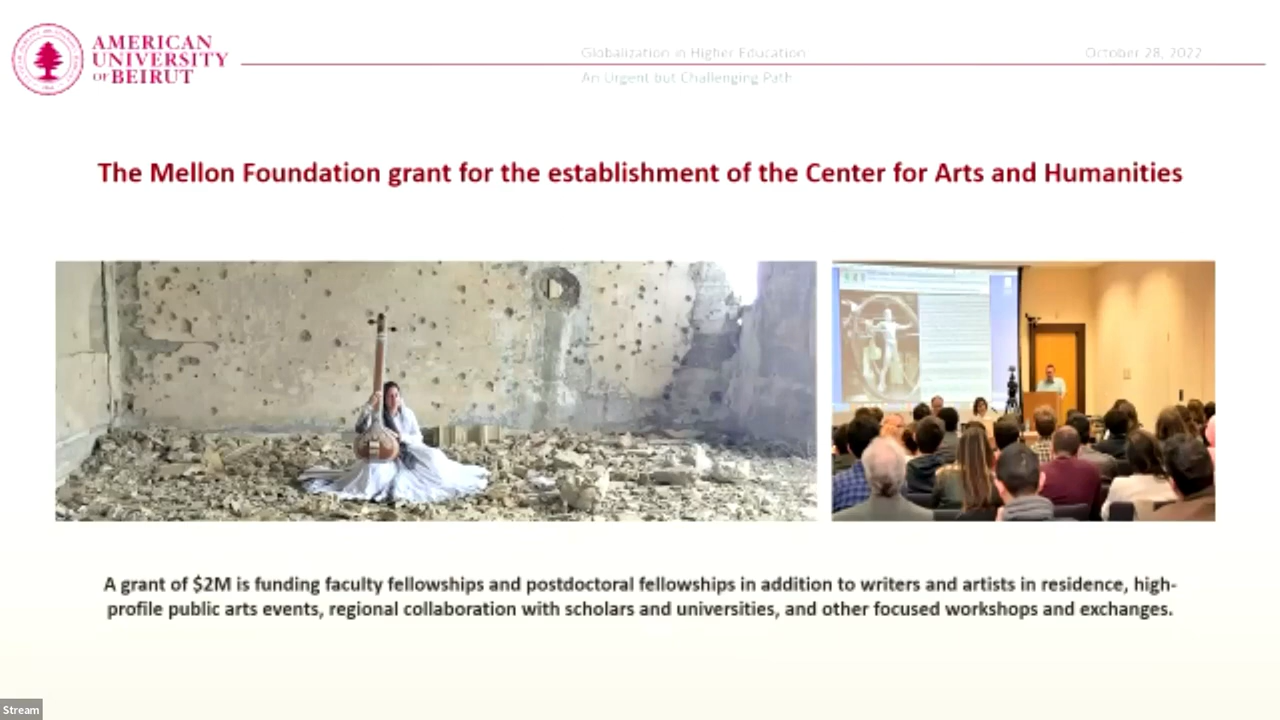 AMERICAN
UNIVERSITY
OF BEIRUT
Globalization in Higher Education
October 28, 2022
An Urgent but Challenging Path
The Mellon Foundation grant for the establishment of the Center for Arts and Humanities
A grant of $2M is funding faculty fellowships and postdoctoral fellowships in addition to writers and artists in residence, high-
profile public arts events, regional collaboration with scholars and universities, and other focused workshops and exchanges.
Stream